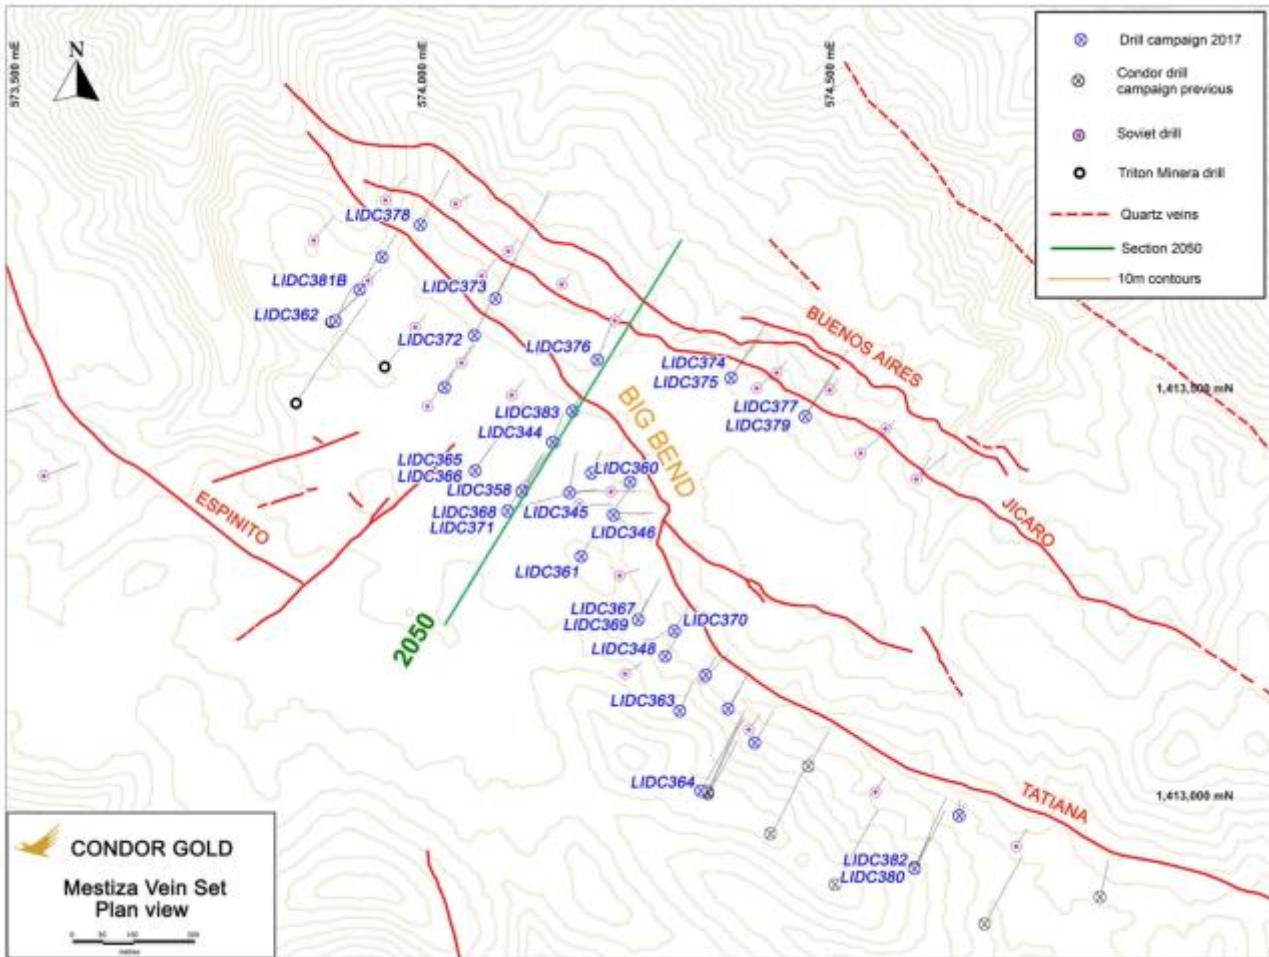 573,500 mE
574,000 mE
574,500 mE
N
Drill campaign 2017
Condor drill
campaign previous
Soviet drill
Triton Minera drill
Quartz veins
Section 2050
10m contours
LIDC378
LIDC381B
LIDC362
LIDC373
LIDC372
LIDC376
LIDC374
LIDC375
LIDC377
LIDC379
BUENOS AIRES
1,413,500 mN
LIDC383
LIDC344
BIG BEND
LIDC365
LIDC366
LIDC358
LIDC360
LIDC368
LIDC371
LIDC345
LIDC346
ESPINITO
JICARO
LIDC361
LIDC367
LIDC369
LIDC370
LIDC348
2050
LIDC363
LIDC364
TATIANA
1,413,000 mN
LIDC382
LIDC380
CONDOR GOLD
Mestiza Vein Set
Plan view